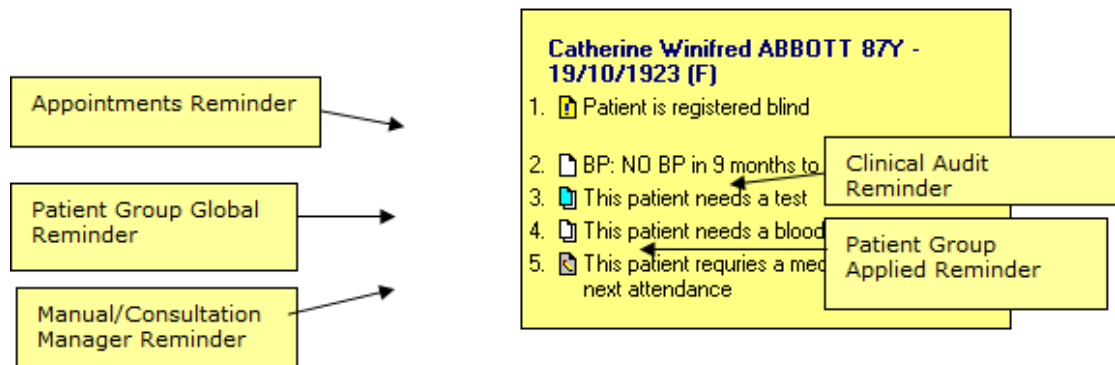 Appointments Reminder
Patient Group Global
Reminder
Manual/Consultation
Manager Reminder
Catherine Winifred ABBOTT 87Y -
19/10/1923 (F)
1. Patient is registered blind
2. BP: NO BP in 9 months to
3. This patient needs a test
4. This patient needs a blood
5. This patient requries a
next attendance
Clinical Audit
Reminder
Patient Group
Applied Reminder